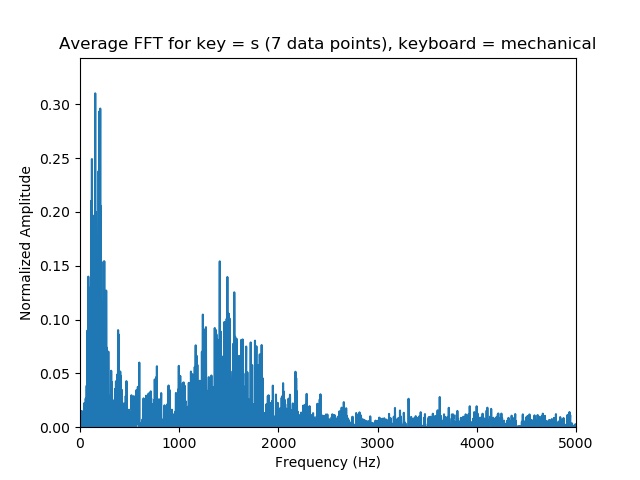 Average FFT for key = s (7 data points), keyboard = mechanical
Normalized Amplitude
0.30
0.25
0.20
0.15
0.10
0.05
0.00
0 1000 2000 3000 4000 5000
Frequency (Hz)